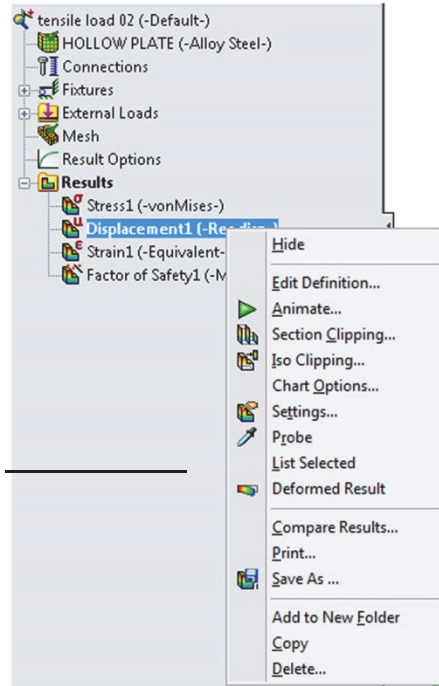 tensile load 02 (-Default-)
HOLLOW PLATE (-Alloy Steel-)
Connections
Fixtures
External Loads
Mesh
Result Options
Results
Stress1 (-vonMises-)
Displacement1 (-Res disp-)
Strain1 (-Equivalent-
Factor of Safety1 (-M
Hide
Edit Definition...
Animate...
Section Clipping...
Iso Clipping...
Chart Options...
Settings...
Probe
List Selected
Deformed Result
Compare Results...
Print...
Save As ...
Add to New Folder
Copy
Delete...